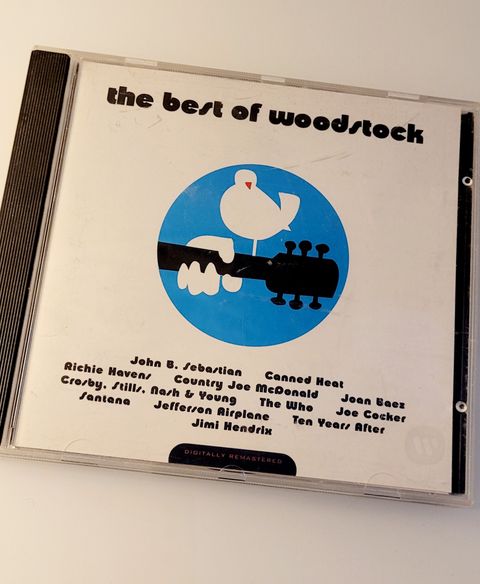 the best of woodstock
John B. Sebastian Canned Heat
Richie Havens Country Joe McDonald Joan Baez
Crosby, Stills, Nash & Young The Who Joe Cocker
Santana Jefferson Airplane Ten Years After
Jimi Hendrix
DIGITALLY REMASTERED